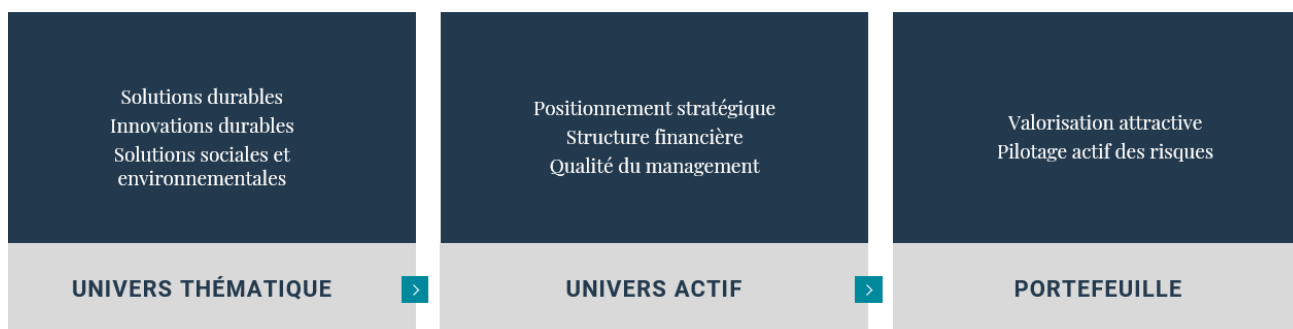 Solutions durables
Innovations durables
Solutions sociales et
environnementales
UNIVERS THÉMATIQUE
Positionnement stratégique
Structure financière
Qualité du management
UNIVERS ACTIF
Valorisation attractive
Pilotage actif des risques
PORTEFEUILLE